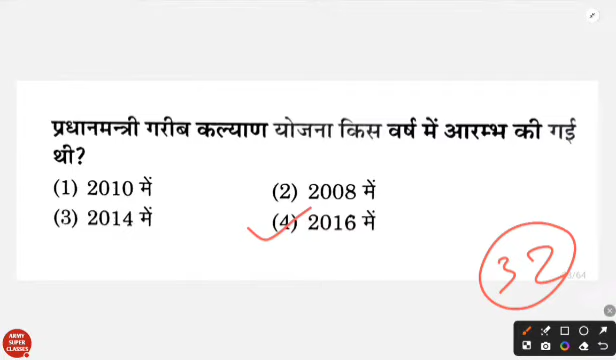 प्रधानमन्त्री गरीब कल्याण योजना किस वर्ष में आरम्भ की गई
थी?
(1) 2010 में (2) 2008 में
(3) 2014 में (4) 2016 में
32
/64
ARMY
SUPER
CLASSES